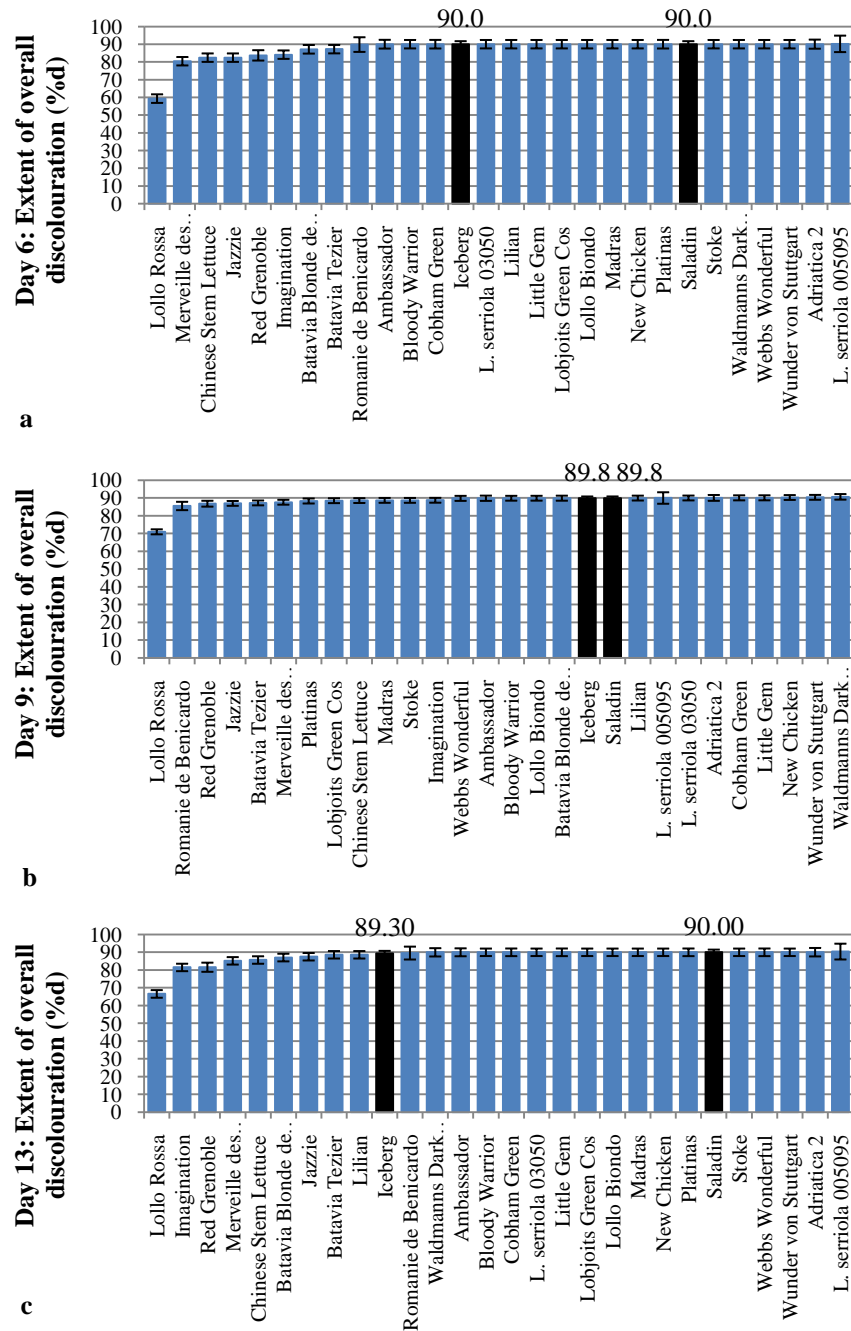 90.0 90.0
Day 6: Extent of overall
discolouration (%d)
100
90
80
70
60
50
40
30
20
10
0
Lollo Rossa
Merveille des…
Chinese Stem Lettuce
Jazzie
Red Grenoble
Imagination
Batavia Blonde de…
Batavia Tezier
Romanie de Benicardo
Ambassador
Bloody Warrior
Cobham Green
Iceberg
L. serriola 03050
Lilian
Little Gem
Lobjoits Green Cos
Lollo Biondo
Madras
New Chicken
Platinas
Saladin
Stoke
Waldmanns Dark…
Webbs Wonderful
Wunder von Stuttgart
Adriatica 2
L. serriola 005095
a
89.8 89.8
Day 9: Extent of overall
discolouration (%d)
100
90
80
70
60
50
40
30
20
10
0
Lollo Rossa
Romanie de Benicardo
Red Grenoble
Jazzie
Batavia Tezier
Merveille des…
Platinas
Lobjoits Green Cos
Chinese Stem Lettuce
Madras
Stoke
Imagination
Webbs Wonderful
Ambassador
Bloody Warrior
Lollo Biondo
Batavia Blonde de…
Iceberg
Saladin
Lilian
L. serriola 005095
L. serriola 03050
Adriatica 2
Cobham Green
Little Gem
New Chicken
Wunder von Stuttgart
Waldmanns Dark…
b
89.30 90.00
Day 13: Extent of overall
discolouration (%d)
100
90
80
70
60
50
40
30
20
10
0
Lollo Rossa
Imagination
Red Grenoble
Merveille des…
Chinese Stem Lettuce
Batavia Blonde de…
Jazzie
Batavia Tezier
Lilian
Iceberg
Romanie de Benicardo
Waldmanns Dark…
Ambassador
Bloody Warrior
Cobham Green
L. serriola 03050
Little Gem
Lobjoits Green Cos
Lollo Biondo
Madras
New Chicken
Platinas
Saladin
Stoke
Webbs Wonderful
Wunder von Stuttgart
Adriatica 2
L. serriola 005095
c